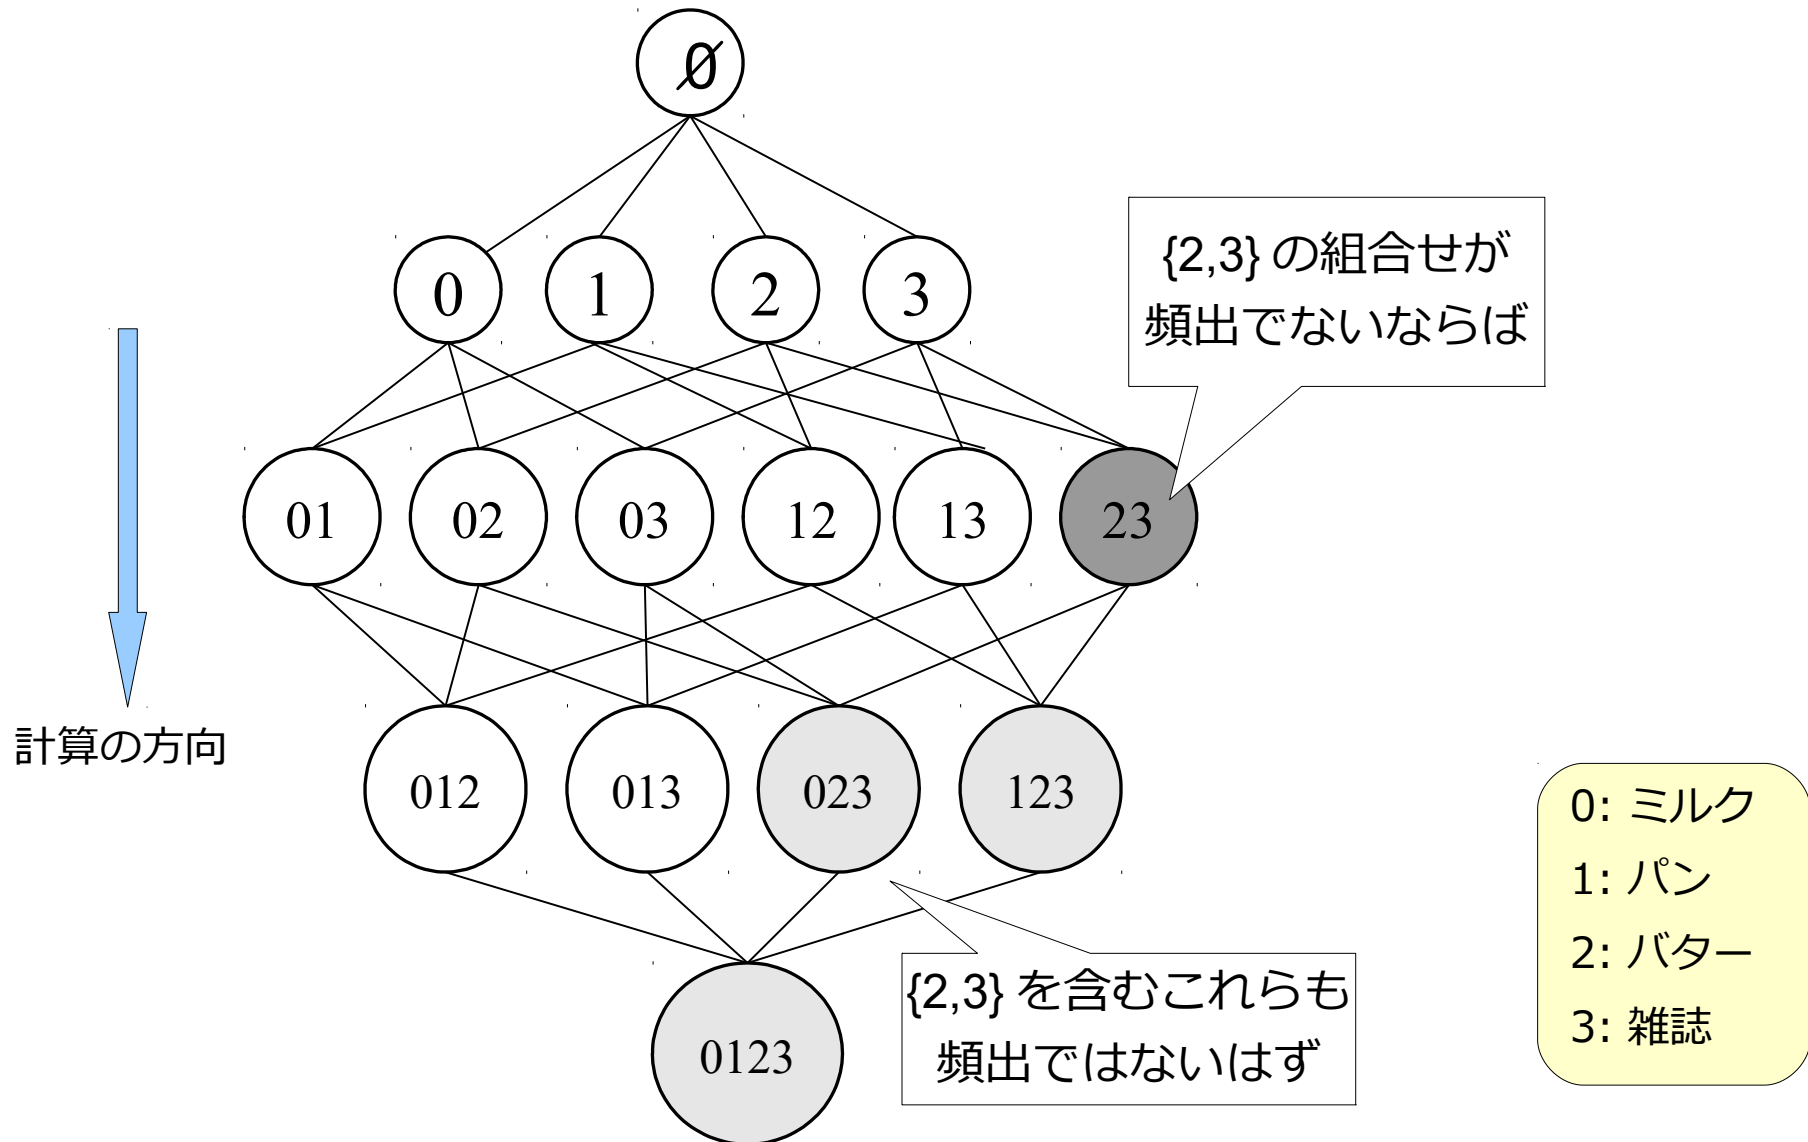 Ø
0 1 2 3
{2,3} の組合せが
頻出でないならば
01 02 03 12 13 23
計算の方向
012 013 023 123
{2,3} を含むこれらも
頻出ではないはず
0123
0: ミルク
1: パン
2: バター
3: 雑誌